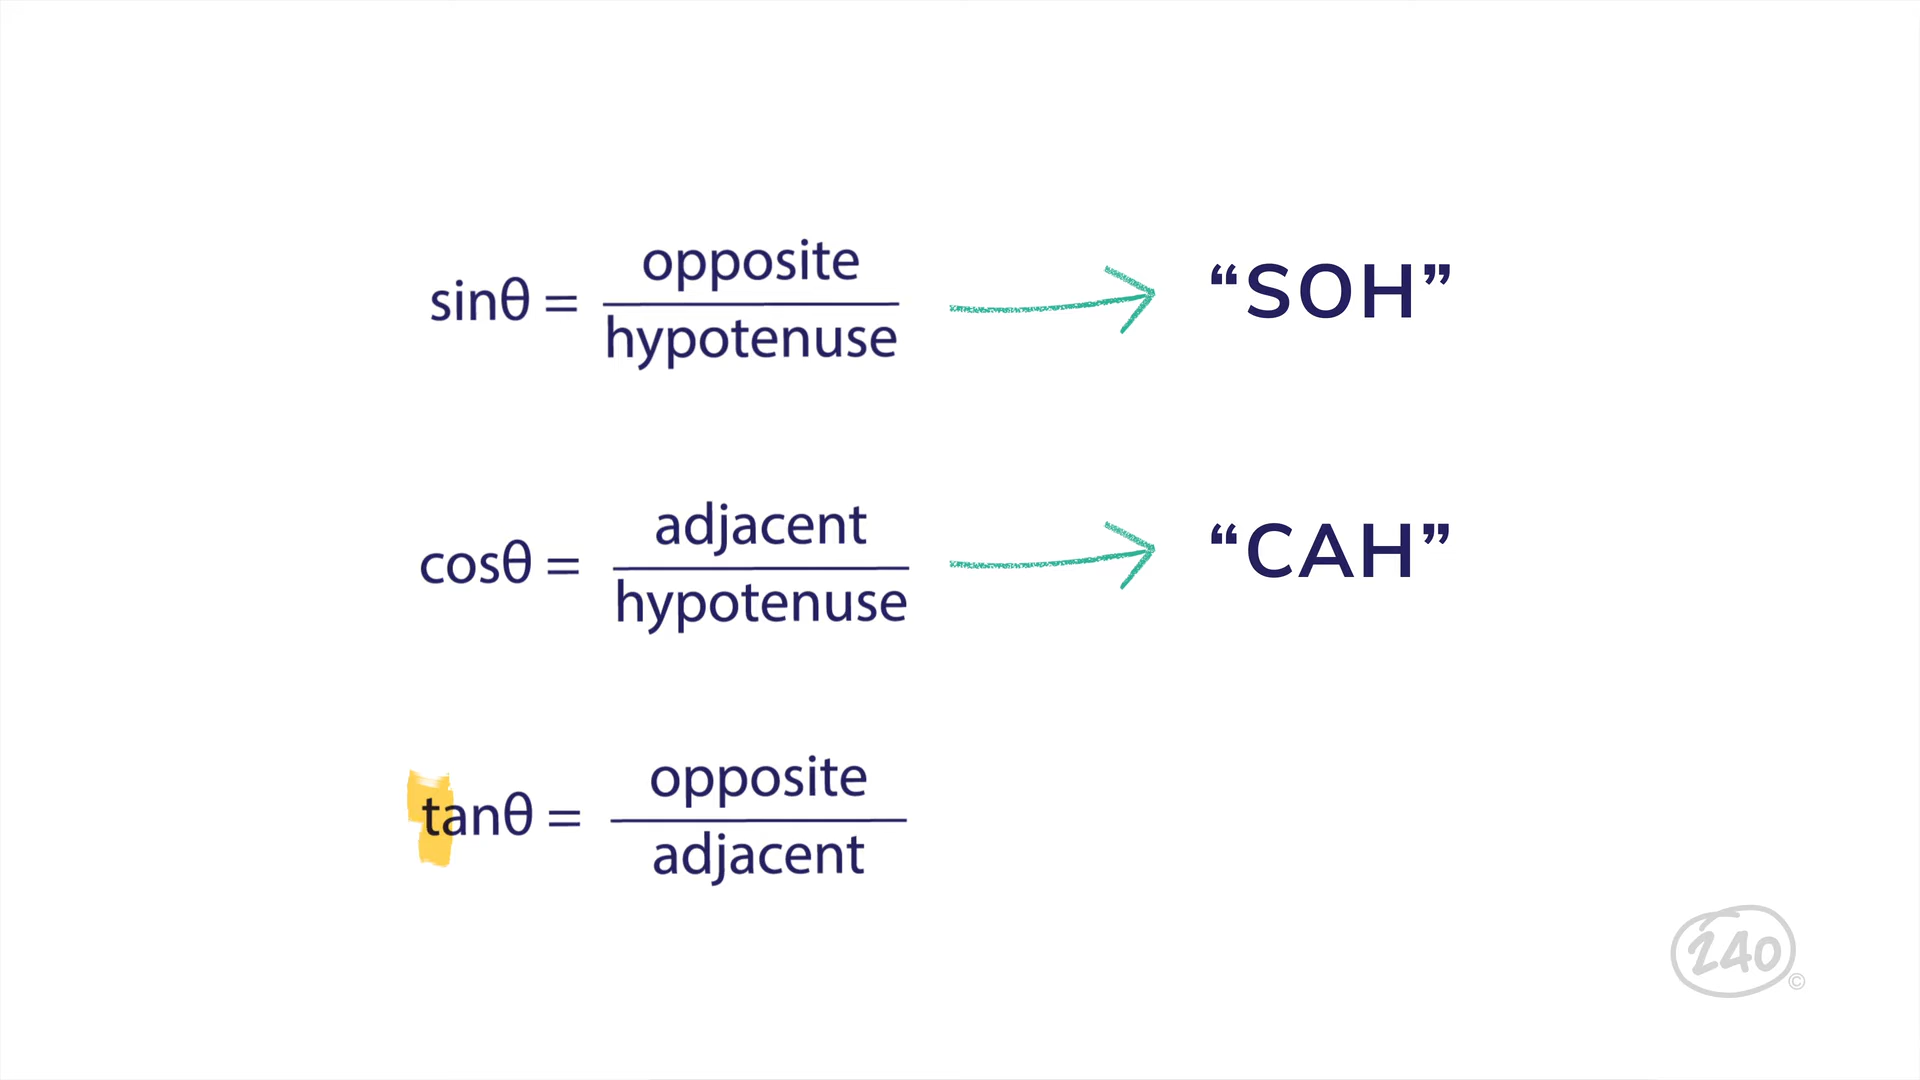 sinθ = opposite / hypotenuse “SOH”
cosθ = adjacent / hypotenuse “CAH”
tanθ = opposite / adjacent
240 ©